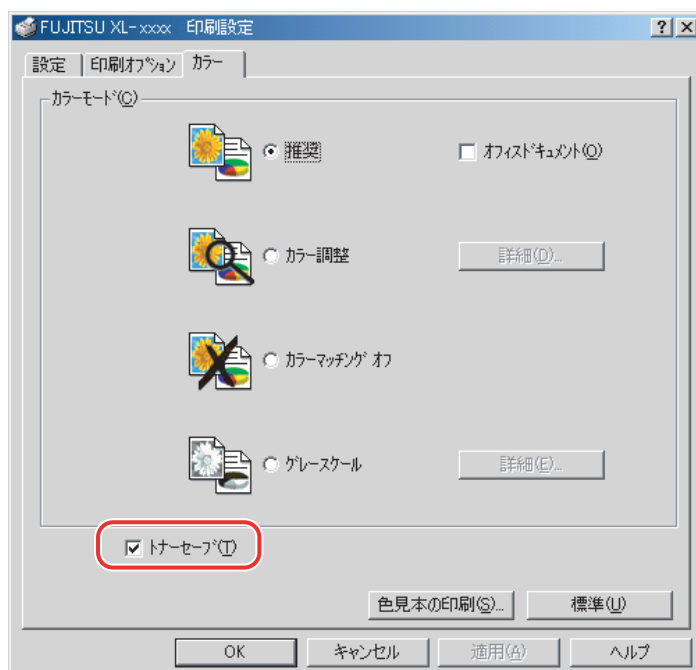 FUJITSU XL-xxxx 印刷設定
設定 印刷ｵﾌﾟｼｮﾝ ｶﾗｰ
ｶﾗｰﾓｰﾄﾞ(C)
推奨 ｵﾌｨｽﾄﾞｷｭﾒﾝﾄ(O)
ｶﾗｰ調整 詳細(D)...
ｶﾗｰﾏｯﾁﾝｸﾞ ｵﾌ
ｸﾞﾚｰｽｹｰﾙ 詳細(E)...
ﾄﾅｰｾｰﾌﾞ(T)
色見本の印刷(S)... 標準(U)
OK ｷｬﾝｾﾙ 適用(A) ﾍﾙﾌﾟ